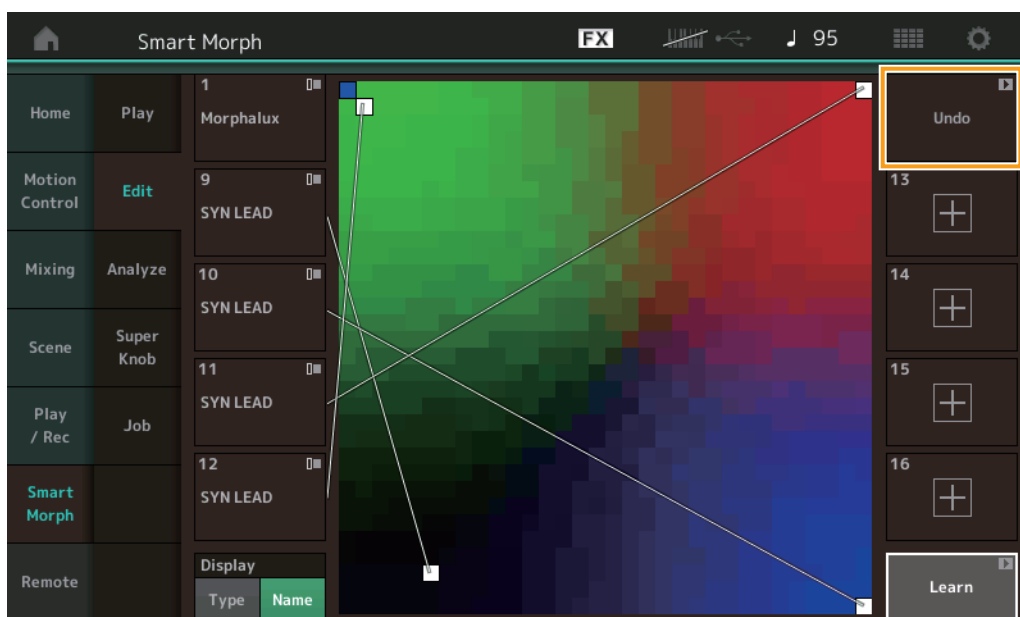 Smart Morph
FX
♩ 95
Home
Play
Motion
Control
Edit
Mixing
Analyze
Scene
Super
Knob
Play
/ Rec
Job
Smart
Morph
Remote
1
Morphalux
9
SYN LEAD
10
SYN LEAD
11
SYN LEAD
12
SYN LEAD
Display
Type Name
Undo
13
14
15
16
Learn